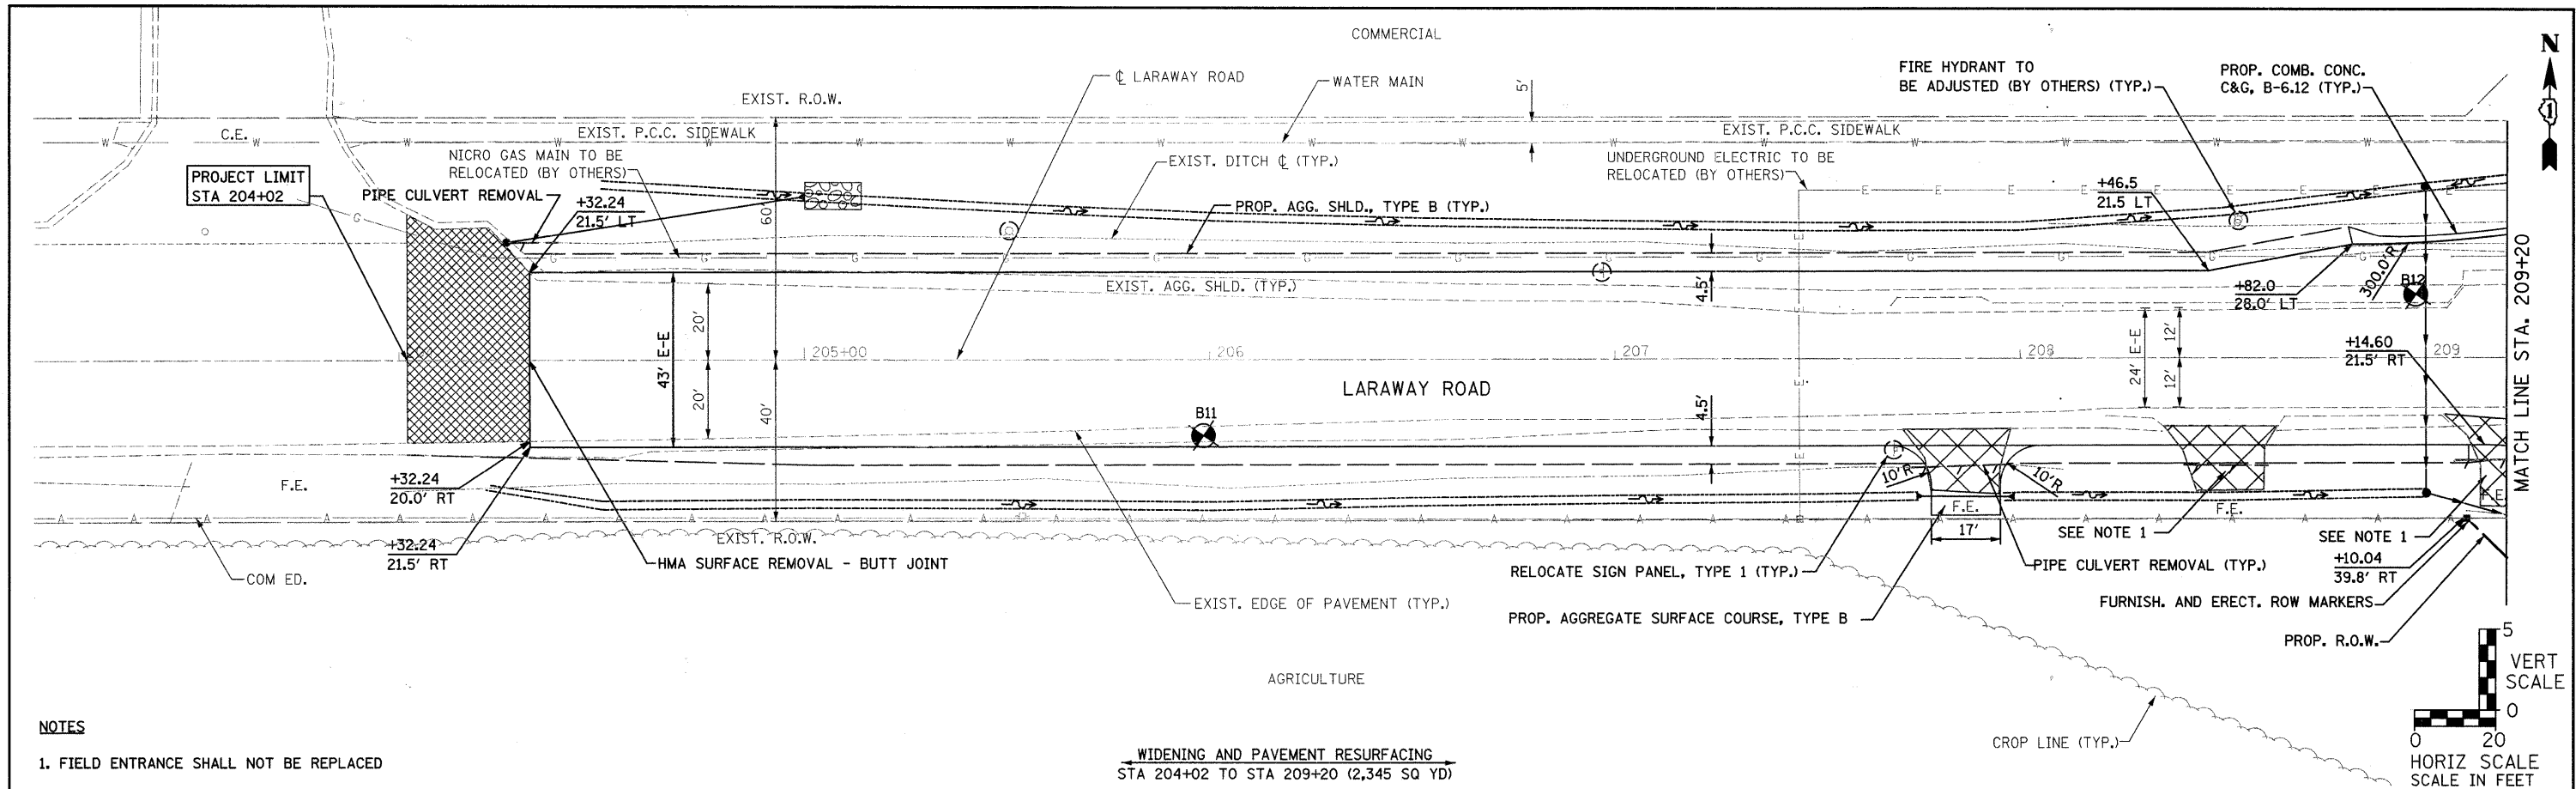 COMMERCIAL
N
1
℄ LARAWAY ROAD
WATER MAIN
5'
FIRE HYDRANT TO
BE ADJUSTED (BY OTHERS) (TYP.)
PROP. COMB. CONC.
C&G, B-6.12 (TYP.)
EXIST. R.O.W.
C.E.
EXIST. P.C.C. SIDEWALK
EXIST. P.C.C. SIDEWALK
W W W W W W W W W W W W W W W
NICRO GAS MAIN TO BE
RELOCATED (BY OTHERS)
EXIST. DITCH ℄ (TYP.)
UNDERGROUND ELECTRIC TO BE
RELOCATED (BY OTHERS)
PROJECT LIMIT
STA 204+02
PIPE CULVERT REMOVAL
+32.24
21.5' LT
60'
PROP. AGG. SHLD., TYPE B (TYP.)
E E E E E E E
+46.5
21.5 LT
G G G G G G G G G G G G G G
EXIST. AGG. SHLD. (TYP.)
4.5'
+82.0
28.0' LT
300.0'R
B12
MATCH LINE STA. 209+20
43' E-E
20'
20'
40'
205+00
206
207
208
209
24' E-E
12'
12'
+14.60
21.5' RT
LARAWAY ROAD
B11
4.5'
F.E.
+32.24
20.0' RT
10'R
10'R
F.E.
17'
F.E.
A A A A A A A A A A A A A A A
+32.24
21.5' RT
EXIST. R.O.W.
HMA SURFACE REMOVAL - BUTT JOINT
COM ED.
SEE NOTE 1
SEE NOTE 1
+10.04
39.8' RT
RELOCATE SIGN PANEL, TYPE 1 (TYP.)
PIPE CULVERT REMOVAL (TYP.)
EXIST. EDGE OF PAVEMENT (TYP.)
FURNISH. AND ERECT. ROW MARKERS
PROP. AGGREGATE SURFACE COURSE, TYPE B
PROP. R.O.W.
AGRICULTURE
5
VERT
SCALE
0
NOTES
1. FIELD ENTRANCE SHALL NOT BE REPLACED
WIDENING AND PAVEMENT RESURFACING
STA 204+02 TO STA 209+20 (2,345 SQ YD)
CROP LINE (TYP.)
0 20
HORIZ SCALE
SCALE IN FEET